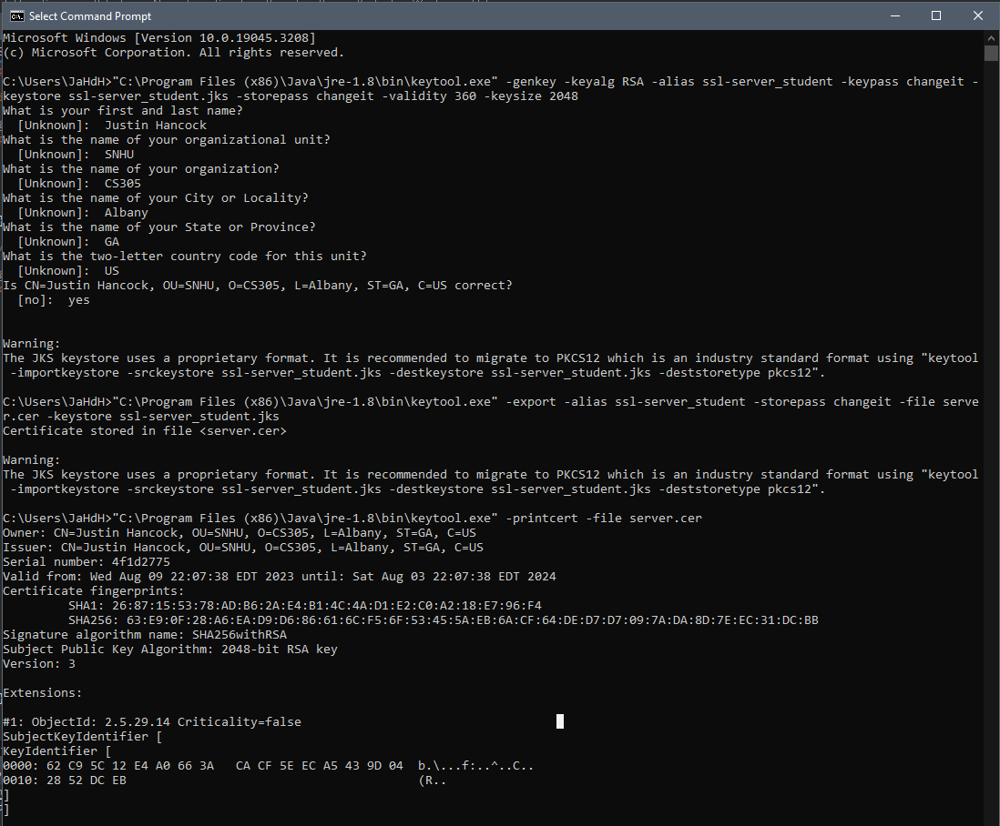 Select Command Prompt
Microsoft Windows [Version 10.0.19045.3208]
(c) Microsoft Corporation. All rights reserved.
C:\Users\JaHdH>"C:\Program Files (x86)\Java\jre-1.8\bin\keytool.exe" -genkey -keyalg RSA -alias ssl-server_student -keypass changeit -
keystore ssl-server_student.jks -storepass changeit -validity 360 -keysize 2048
What is your first and last name?
  [Unknown]:  Justin Hancock
What is the name of your organizational unit?
  [Unknown]:  SNHU
What is the name of your organization?
  [Unknown]:  CS305
What is the name of your City or Locality?
  [Unknown]:  Albany
What is the name of your State or Province?
  [Unknown]:  GA
What is the two-letter country code for this unit?
  [Unknown]:  US
Is CN=Justin Hancock, OU=SNHU, O=CS305, L=Albany, ST=GA, C=US correct?
  [no]:  yes
Warning:
The JKS keystore uses a proprietary format. It is recommended to migrate to PKCS12 which is an industry standard format using "keytool
 -importkeystore -srckeystore ssl-server_student.jks -destkeystore ssl-server_student.jks -deststoretype pkcs12".
C:\Users\JaHdH>"C:\Program Files (x86)\Java\jre-1.8\bin\keytool.exe" -export -alias ssl-server_student -storepass changeit -file serve
r.cer -keystore ssl-server_student.jks
Certificate stored in file <server.cer>
Warning:
The JKS keystore uses a proprietary format. It is recommended to migrate to PKCS12 which is an industry standard format using "keytool
 -importkeystore -srckeystore ssl-server_student.jks -destkeystore ssl-server_student.jks -deststoretype pkcs12".
C:\Users\JaHdH>"C:\Program Files (x86)\Java\jre-1.8\bin\keytool.exe" -printcert -file server.cer
Owner: CN=Justin Hancock, OU=SNHU, O=CS305, L=Albany, ST=GA, C=US
Issuer: CN=Justin Hancock, OU=SNHU, O=CS305, L=Albany, ST=GA, C=US
Serial number: 4f1d2775
Valid from: Wed Aug 09 22:07:38 EDT 2023 until: Sat Aug 03 22:07:38 EDT 2024
Certificate fingerprints:
         SHA1: 26:87:15:53:78:AD:B6:2A:E4:B1:4C:4A:D1:E2:C0:A2:18:E7:96:F4
         SHA256: 63:E9:0F:28:A6:EA:D9:D6:86:61:6C:F5:6F:53:45:5A:EB:6A:CF:64:DE:D7:D7:09:7A:DA:8D:7E:EC:31:DC:BB
Signature algorithm name: SHA256withRSA
Subject Public Key Algorithm: 2048-bit RSA key
Version: 3
Extensions:
#1: ObjectId: 2.5.29.14 Criticality=false
SubjectKeyIdentifier [
KeyIdentifier [
0000: 62 C9 5C 12 E4 A0 66 3A   CA CF 5E EC A5 43 9D 04  b.\...f:..^..C..
0010: 28 52 DC EB                                        (R..
]
]